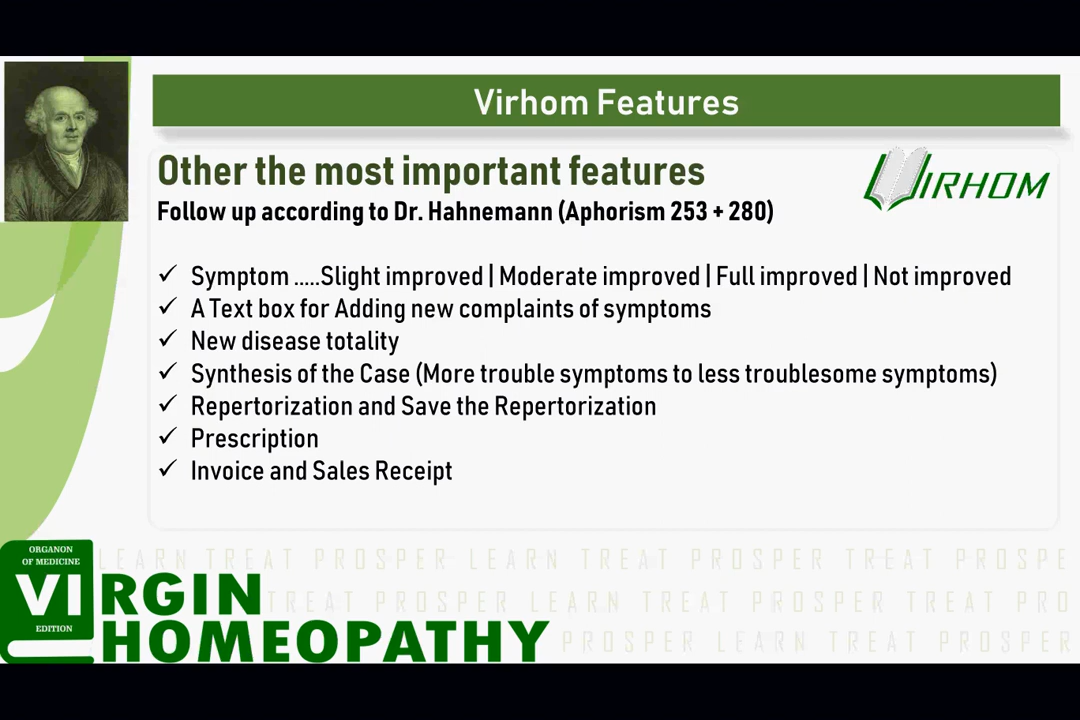 Virhom Features
Other the most important features
VIRHOM
Follow up according to Dr. Hahnemann (Aphorism 253 + 280)
✓ Symptom .....Slight improved | Moderate improved | Full improved | Not improved
✓ A Text box for Adding new complaints of symptoms
✓ New disease totality
✓ Synthesis of the Case (More trouble symptoms to less troublesome symptoms)
✓ Repertorization and Save the Repertorization
✓ Prescription
✓ Invoice and Sales Receipt
ORGANON
OF MEDICINE
VIRGIN
EDITION
HOMEOPATHY
LEARN TREAT PROSPER LEARN TREAT PROSPER TREAT PROSPE
TREAT PROSPER LEARN TREAT PROSPER TREAT PRO
PROSPER LEARN TREAT PROSPER